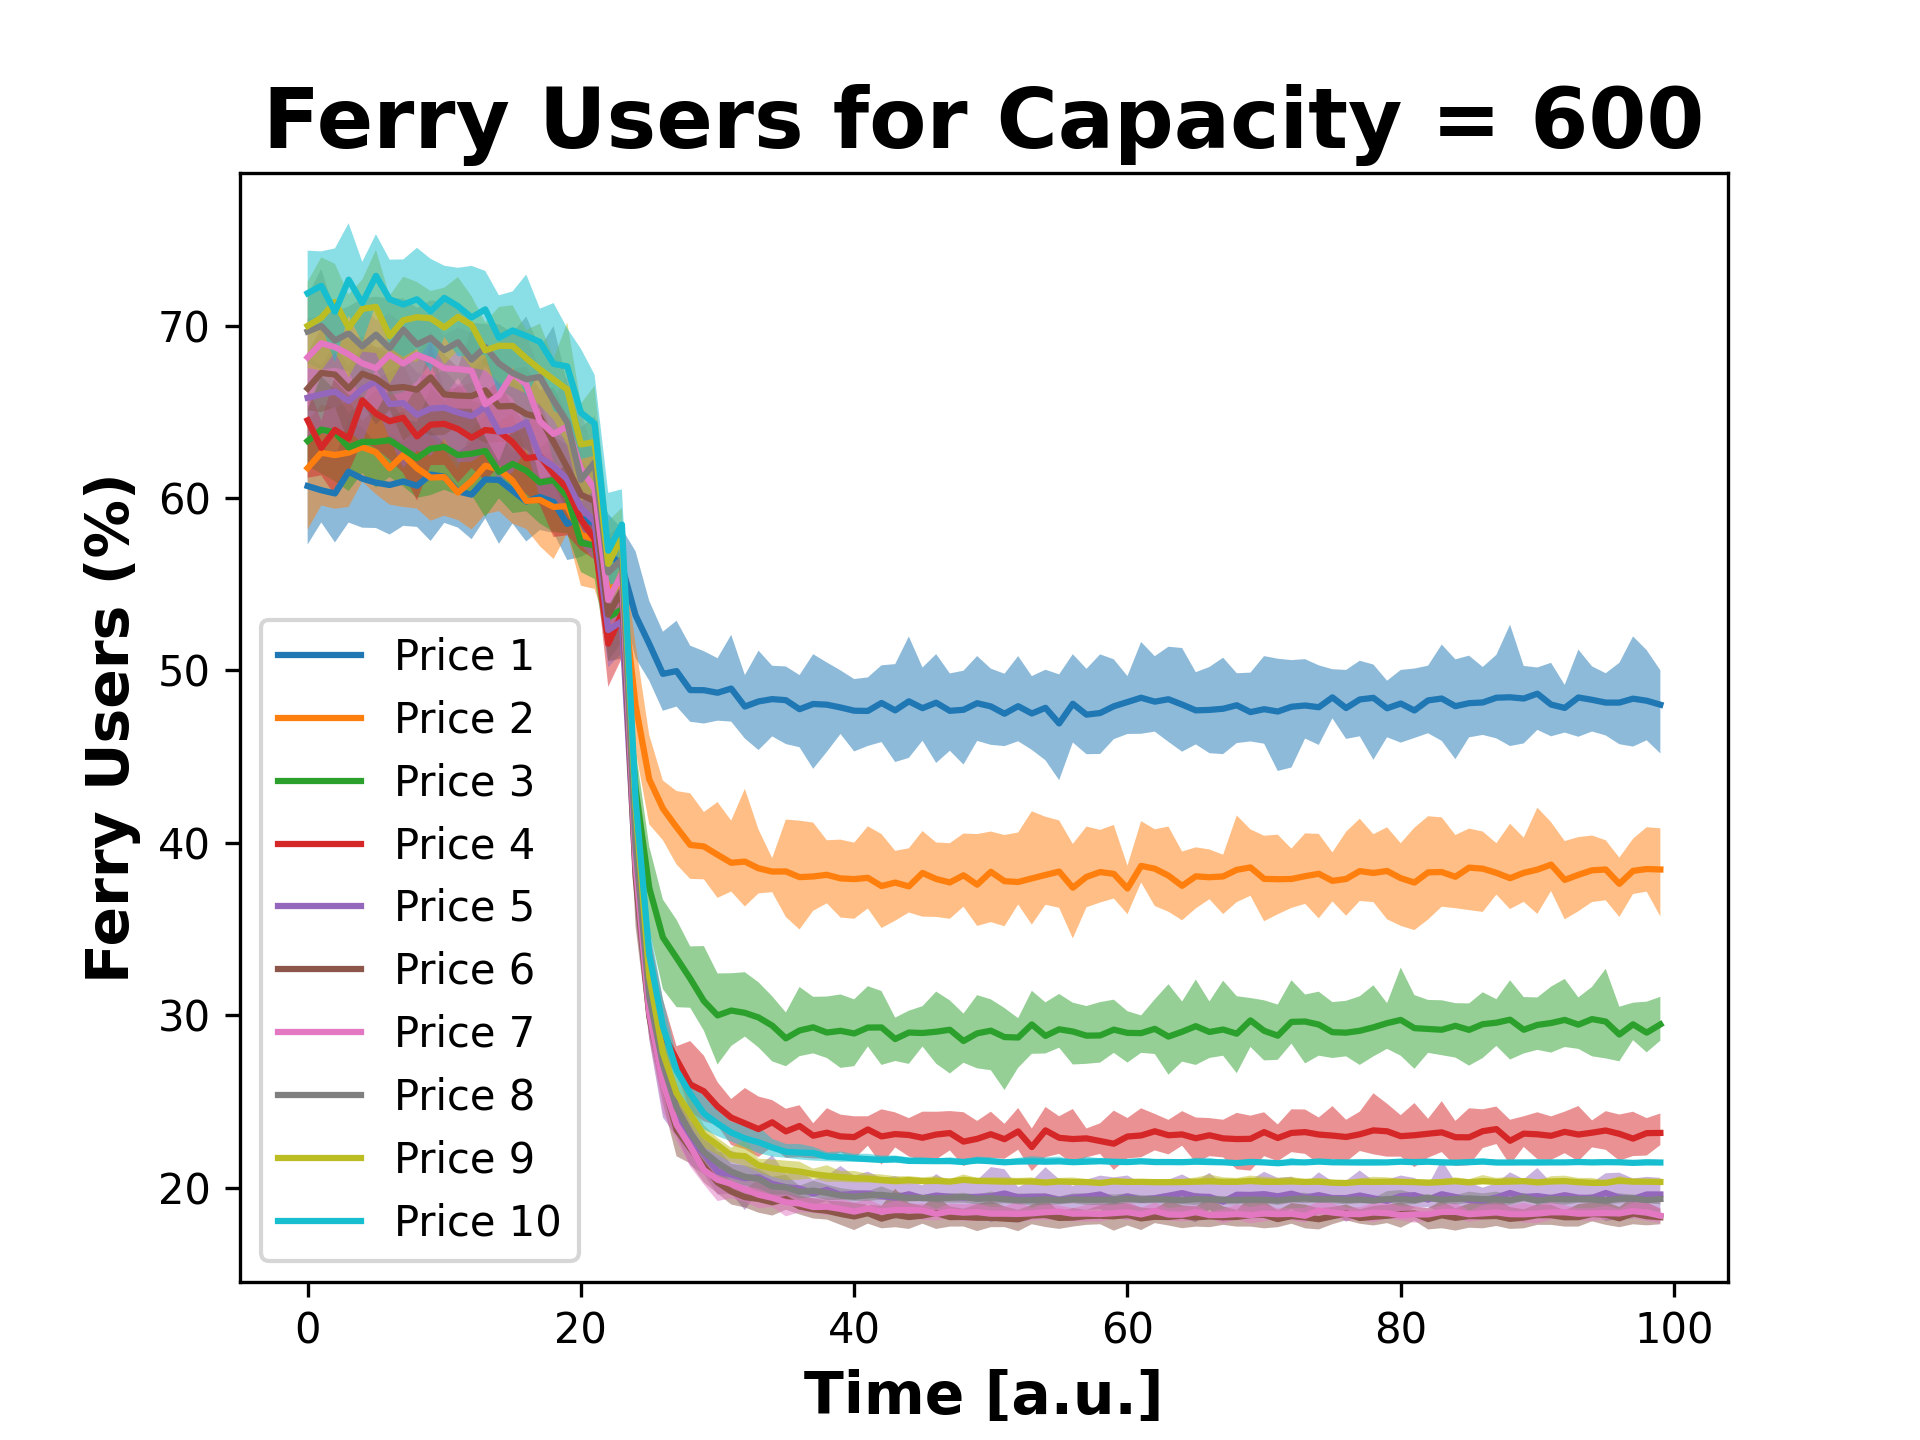 Ferry Users for Capacity = 600
Ferry Users (%)
70
60
50
40
30
20
Price 1
Price 2
Price 3
Price 4
Price 5
Price 6
Price 7
Price 8
Price 9
Price 10
0 20 40 60 80 100
Time [a.u.]